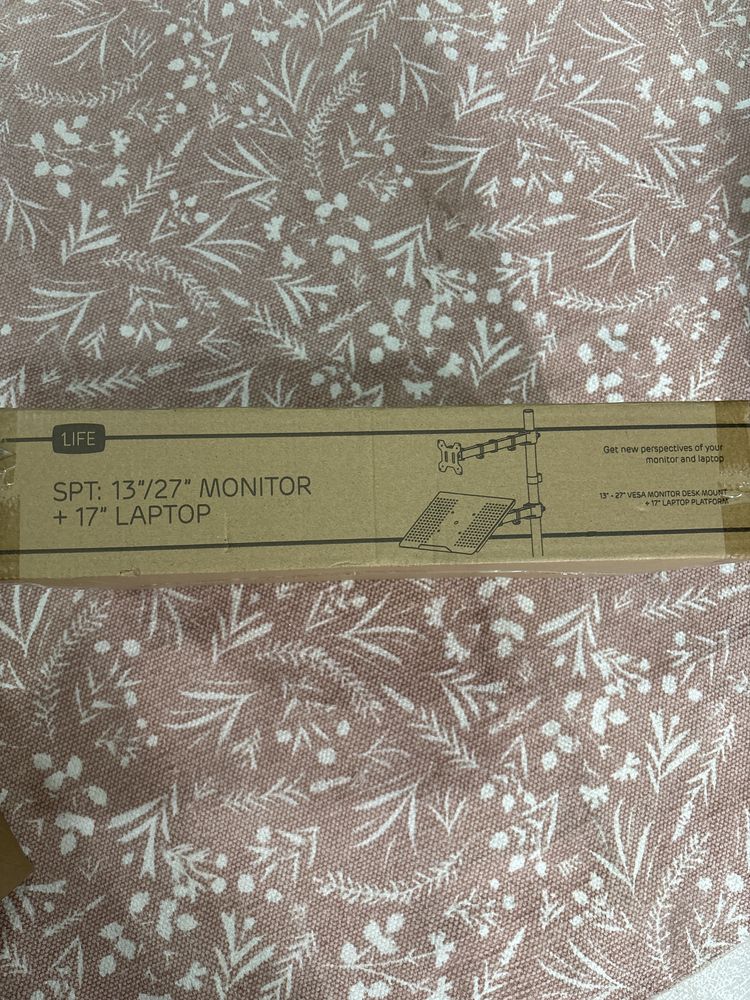 1LIFE
SPT: 13"/27" MONITOR
+ 17" LAPTOP
Get new perspectives of your
monitor and laptop
13" - 27" VESA MONITOR DESK MOUNT
+ 17" LAPTOP PLATFORM